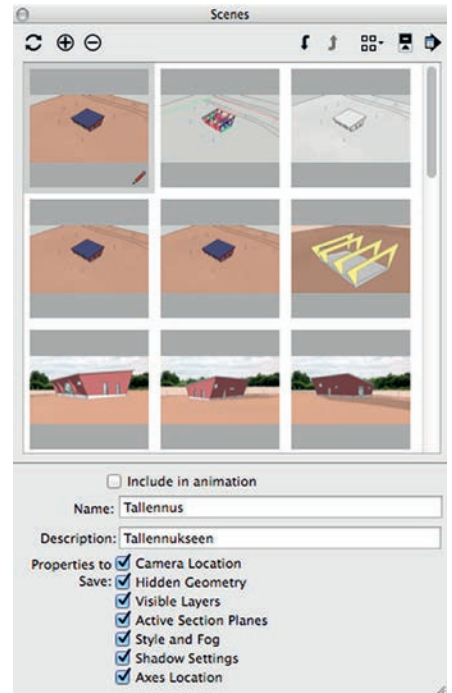 Scenes
Include in animation
Name: Tallennus
Description: Tallennukseen
Properties to Save:
Camera Location
Hidden Geometry
Visible Layers
Active Section Planes
Style and Fog
Shadow Settings
Axes Location